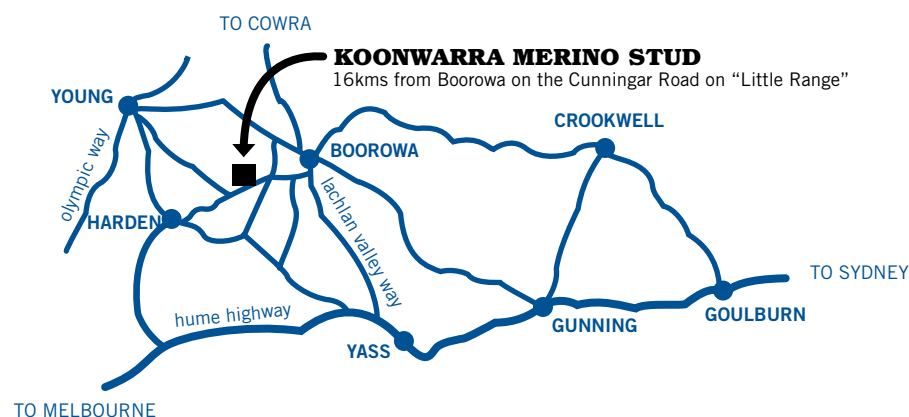 TO COWRA
KOONWARRA MERINO STUD
16kms from Boorowa on the Cunningar Road on “Little Range”
YOUNG
CROOKWELL
BOOROWA
olympic way
lachlan valley way
HARDEN
TO SYDNEY
hume highway
GUNNING
GOULBURN
YASS
TO MELBOURNE